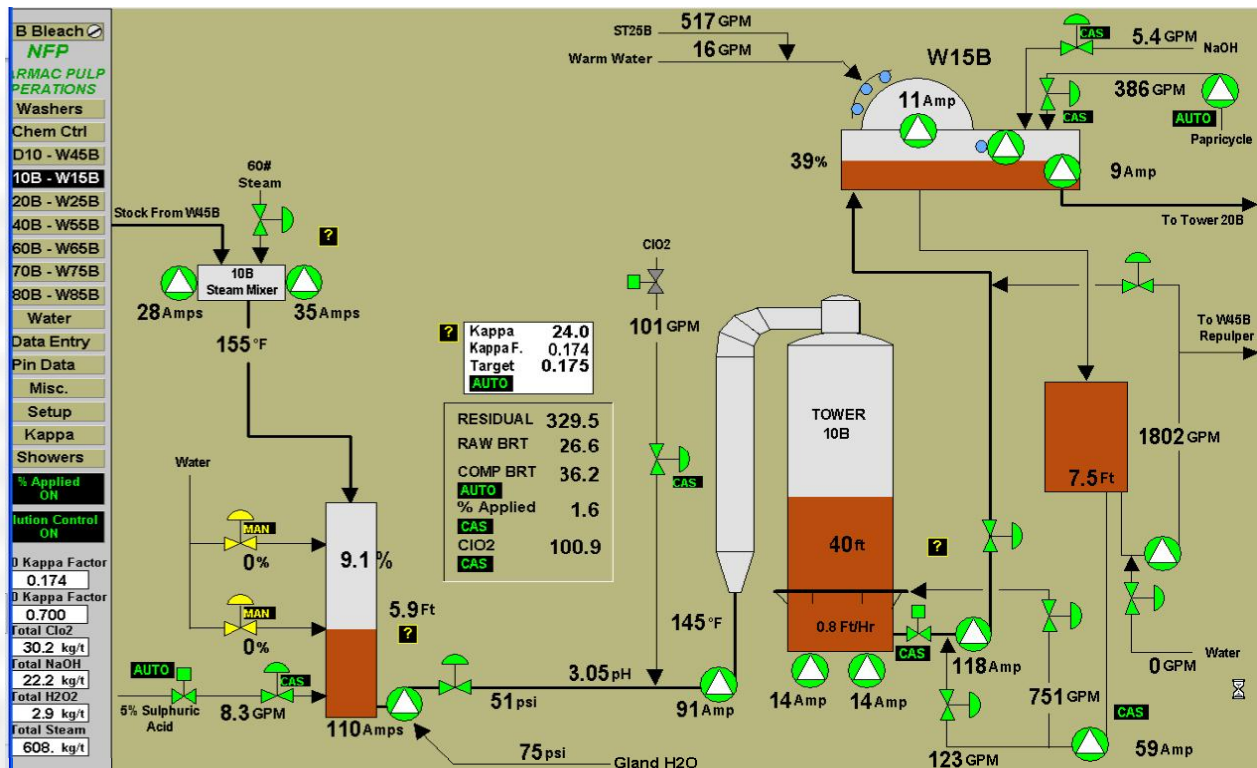 B Bleach
NFP
ARMAC PULP
PERATIONS
Washers
Chem Ctrl
D10 - W45B
10B - W15B
20B - W25B
40B - W55B
60B - W65B
70B - W75B
80B - W85B
Water
Data Entry
Pin Data
Misc.
Setup
Kappa
Showers
% Applied
ON
lution Control
ON
0 Kappa Factor
0.174
0 Kappa Factor
0.700
Total Clo2
30.2 kg/t
Total NaOH
22.2 kg/t
Total H2O2
2.9 kg/t
Total Steam
608. kg/t
Stock From W45B
60#
Steam
?
10B
Steam Mixer
28 Amps
35 Amps
155 °F
Water
MAN
0%
MAN
0%
9.1 %
5.9 Ft
?
AUTO
CAS
5% Sulphuric
Acid
8.3 GPM
110 Amps
51 psi
75 psi
Gland H2O
3.05 pH
?
Kappa 24.0
Kappa F. 0.174
Target 0.175
AUTO
RESIDUAL 329.5
RAW BRT 26.6
COMP BRT 36.2
AUTO
% Applied 1.6
CAS
ClO2 100.9
CAS
ClO2
101 GPM
CAS
145 °F
91 Amp
TOWER
10B
40 ft
0.8 Ft/Hr
?
14 Amp
14 Amp
CAS
118 Amp
123 GPM
751 GPM
59 Amp
CAS
ST25B
517 GPM
Warm Water
16 GPM
W15B
11 Amp
39%
9 Amp
To Tower 20B
CAS
5.4 GPM
NaOH
386 GPM
CAS
AUTO
Papricycle
To W45B
Repulper
1802 GPM
7.5 Ft
0 GPM
Water